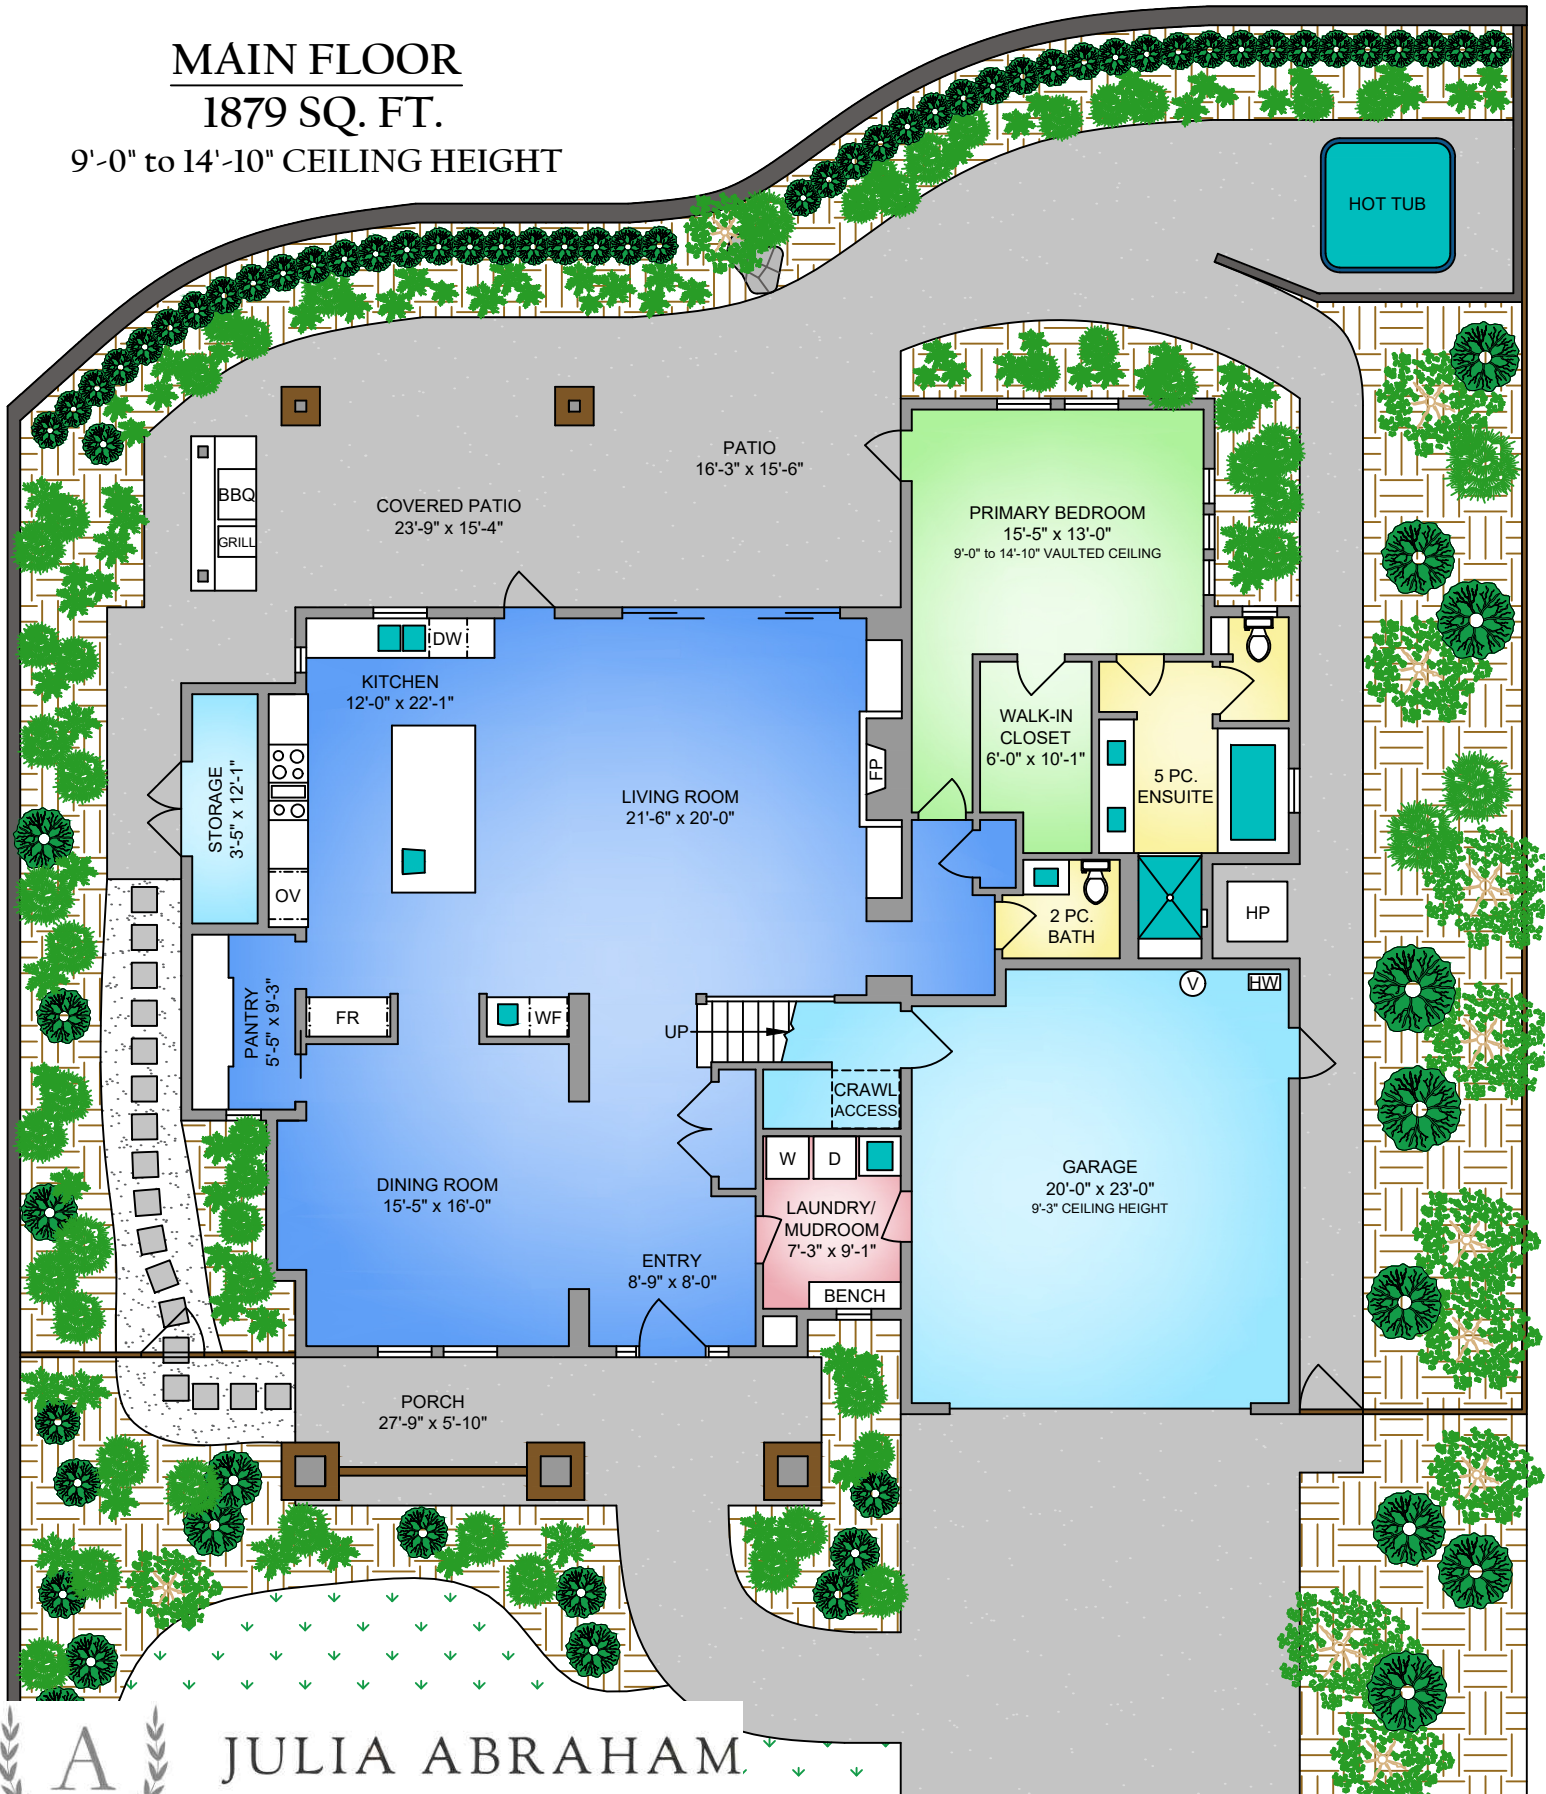 MAIN FLOOR
1879 SQ. FT.
9'-0" to 14'-10" CEILING HEIGHT
HOT TUB
PATIO
16'-3" x 15'-6"
BBQ
GRILL
COVERED PATIO
23'-9" x 15'-4"
PRIMARY BEDROOM
15'-5" x 13'-0"
9'-0" to 14'-10" VAULTED CEILING
DW
KITCHEN
12'-0" x 22'-1"
WALK-IN
CLOSET
6'-0" x 10'-1"
FP
5 PC.
ENSUITE
STORAGE
3'-5" x 12'-1"
LIVING ROOM
21'-6" x 20'-0"
OV
2 PC.
BATH
HP
V
HW
PANTRY
5'-5" x 9'-3"
FR
WF
UP
CRAWL
ACCESS
W
D
DINING ROOM
15'-5" x 16'-0"
LAUNDRY/
MUDROOM
7'-3" x 9'-1"
GARAGE
20'-0" x 23'-0"
9'-3" CEILING HEIGHT
ENTRY
8'-9" x 8'-0"
BENCH
PORCH
27'-9" x 5'-10"
A
JULIA ABRAHAM